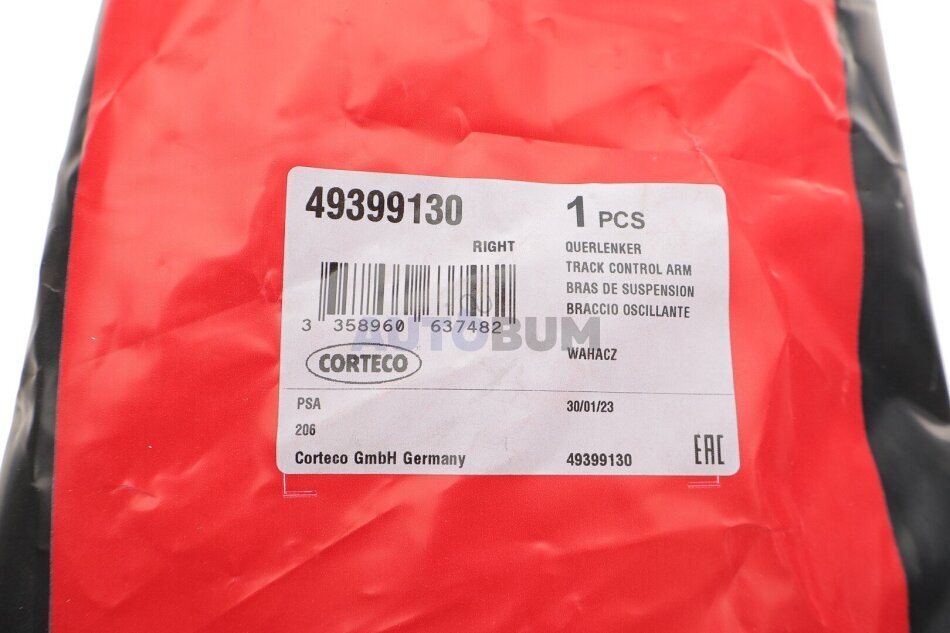 49399130
1 PCS
RIGHT
QUERLENKER
TRACK CONTROL ARM
BRAS DE SUSPENSION
BRACCIO OSCILLANTE
3 358960 637482
AUTOBUM
WAHACZ
CORTECO
PSA
30/01/23
206
Corteco GmbH Germany
49399130
EAC